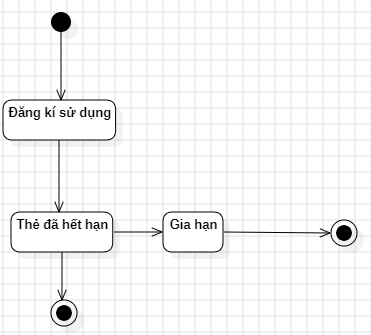 Đăng kí sử dụng
Thẻ đã hết hạn
Gia hạn